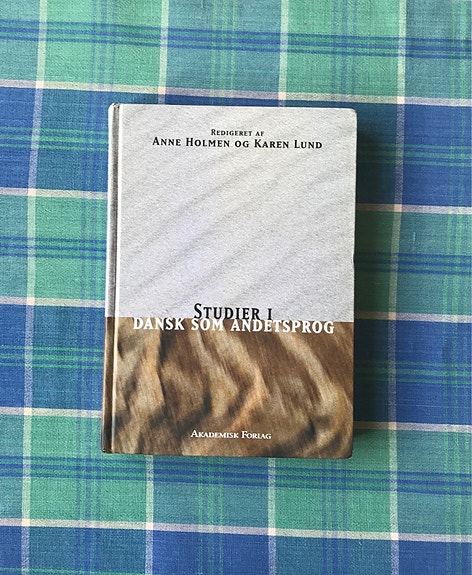 REDIGERET AF
ANNE HOLMEN OG KAREN LUND
STUDIER I
DANSK SOM ANDETSPROG
AKADEMISK FORLAG